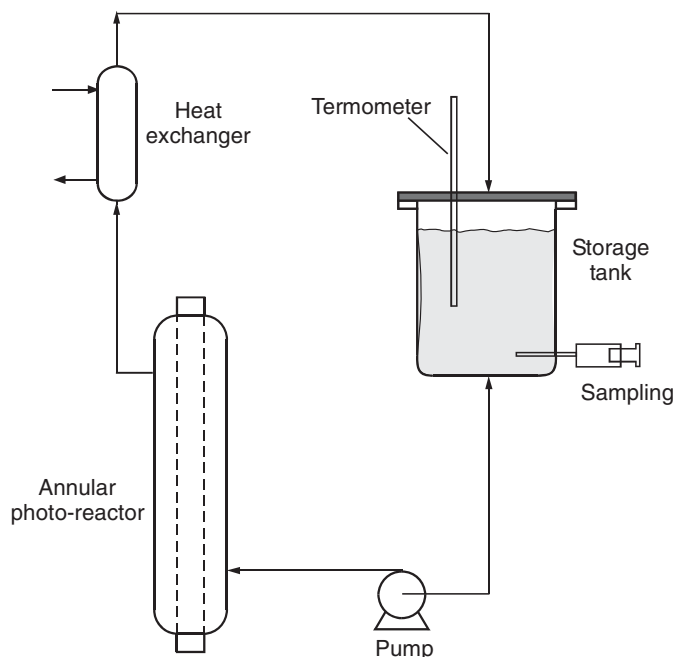 Heat
exchanger
Termometer
Storage
tank
Sampling
Annular
photo-reactor
Pump